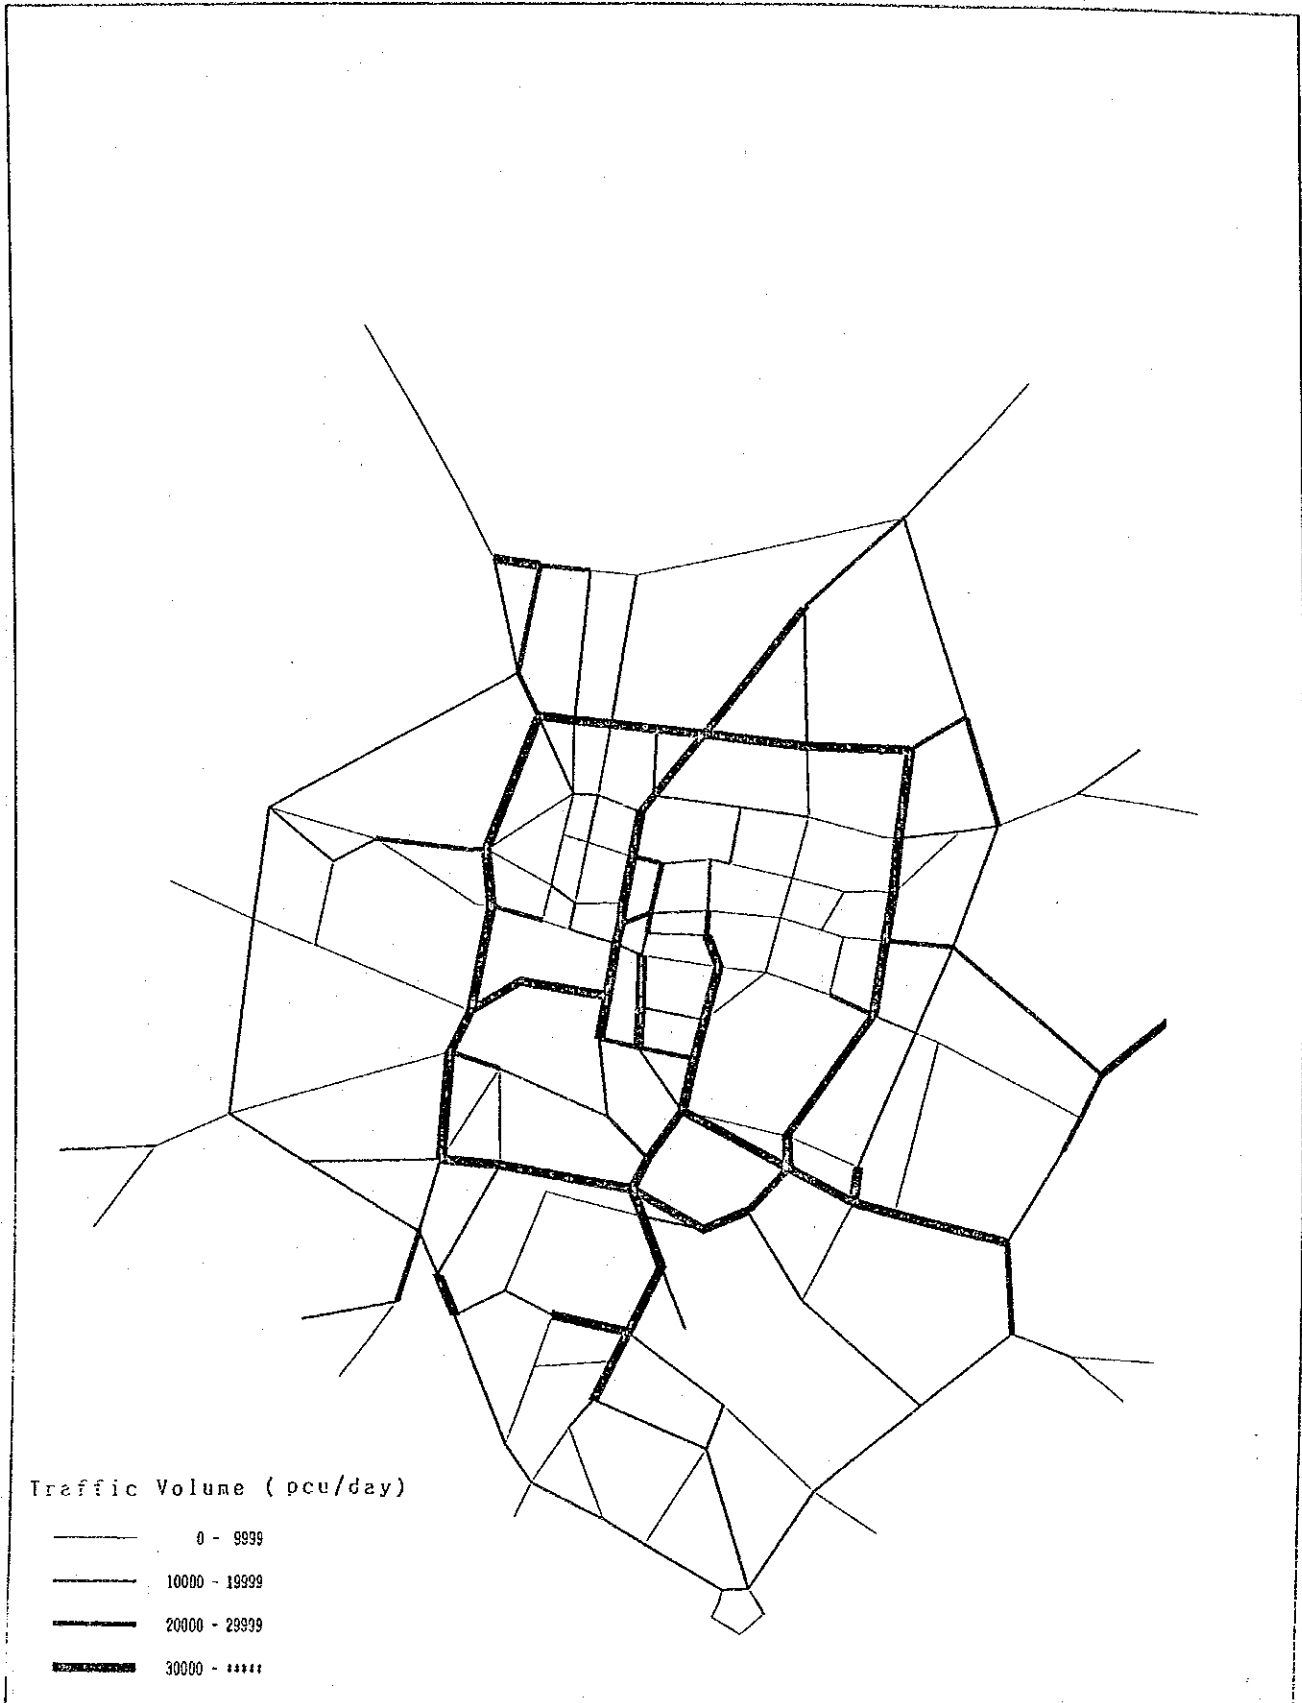 Traffic Volume ( pcu/day)
0 - 9999
10000 - 19999
20000 - 29999
30000 - *****